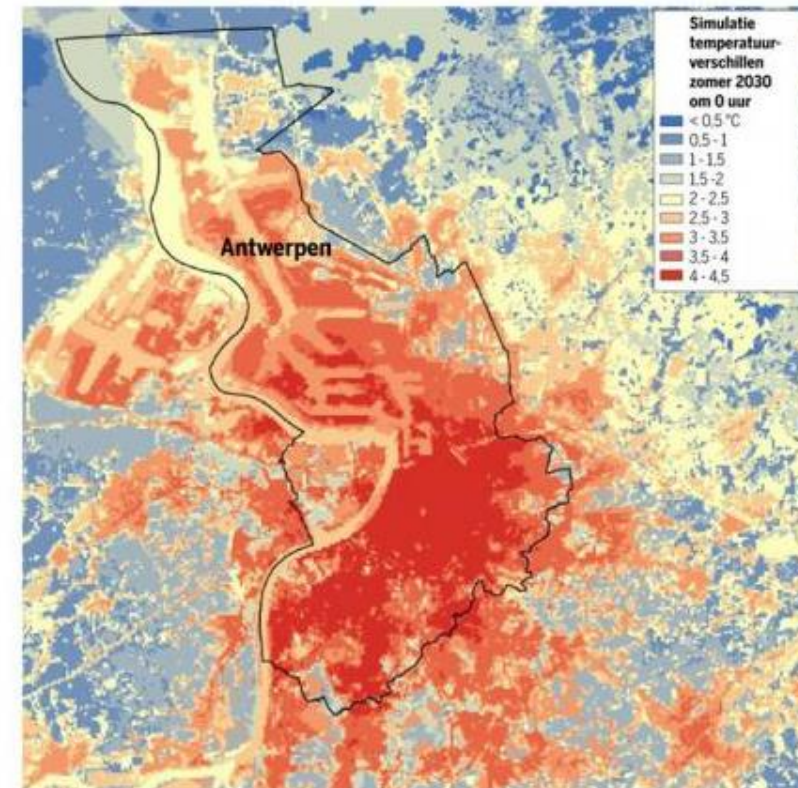 Simulatie
temperatuur-
verschillen
zomer 2030
om 0 uur
< 0.5 °C
0,5 - 1
1 - 1.5
1.5 - 2
2 - 2.5
2.5 - 3
3 - 3.5
3.5 - 4
4 - 4,5
Antwerpen